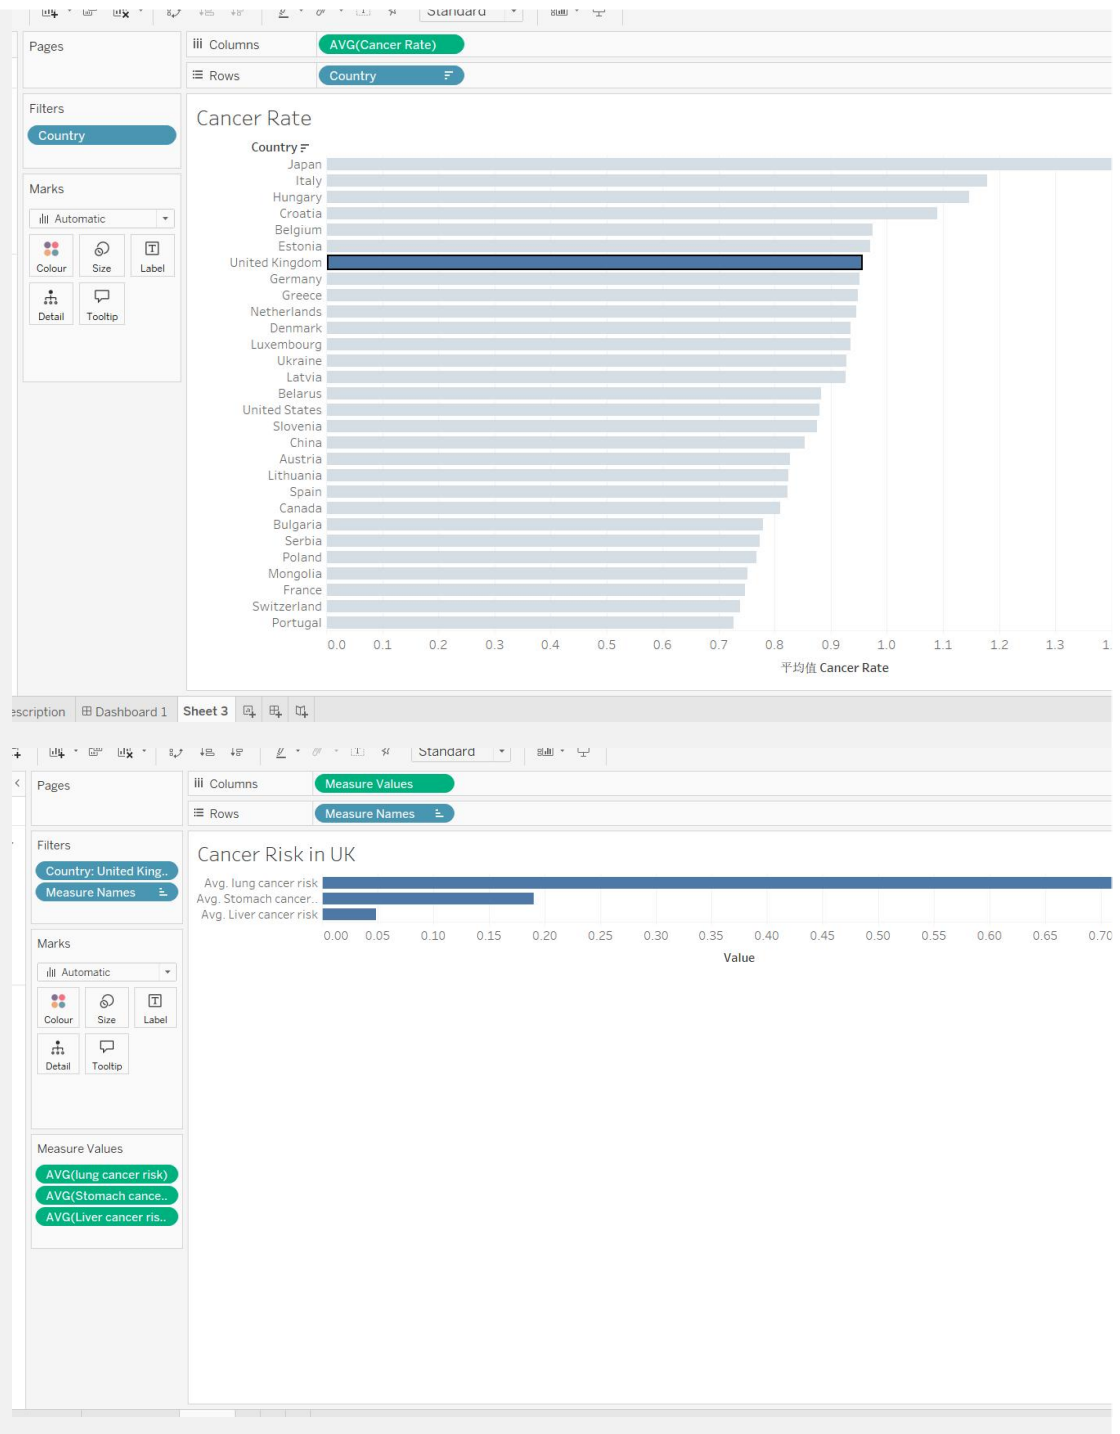 Standard
Pages
iii Columns
AVG(Cancer Rate)
Rows
Country
Filters
Country
Cancer Rate
Country
Japan
Italy
Hungary
Croatia
Belgium
Estonia
United Kingdom
Germany
Greece
Netherlands
Denmark
Luxembourg
Ukraine
Latvia
Belarus
United States
Slovenia
China
Austria
Lithuania
Spain
Canada
Bulgaria
Serbia
Poland
Mongolia
France
Switzerland
Portugal
0.0 0.1 0.2 0.3 0.4 0.5 0.6 0.7 0.8 0.9 1.0 1.1 1.2 1.3 1.
平均值 Cancer Rate
Marks
Automatic
Colour Size Label
Detail Tooltip
escription Dashboard 1 Sheet 3
Standard
Pages
iii Columns
Measure Values
Rows
Measure Names
Filters
Country: United King..
Measure Names
Cancer Risk in UK
Avg. lung cancer risk
Avg. Stomach cancer..
Avg. Liver cancer risk
0.00 0.05 0.10 0.15 0.20 0.25 0.30 0.35 0.40 0.45 0.50 0.55 0.60 0.65 0.70
Value
Marks
Automatic
Colour Size Label
Detail Tooltip
Measure Values
AVG(lung cancer risk)
AVG(Stomach cance..
AVG(Liver cancer ris..